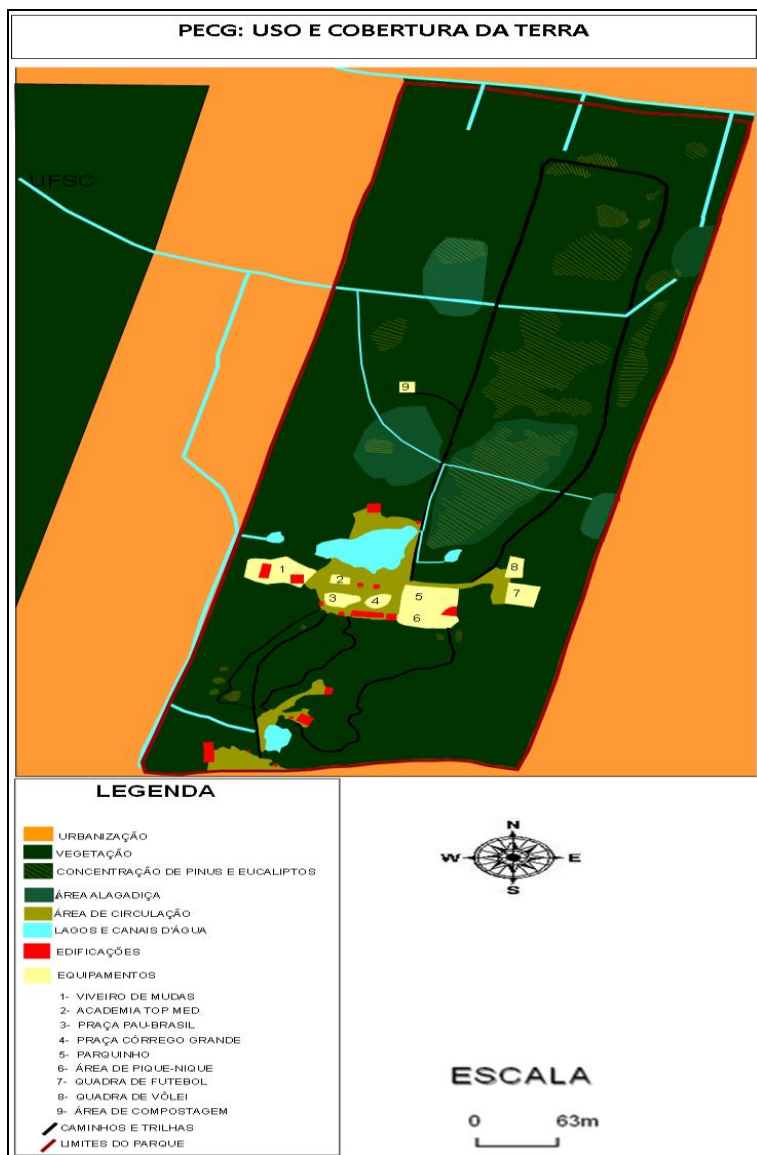 PECG: USO E COBERTURA DA TERRA
UFSC
9
8
1
2
5
7
3
4
6
LEGENDA
URBANIZAÇÃO
VEGETAÇÃO
CONCENTRAÇÃO DE PINUS E EUCALIPTOS
ÁREA ALAGADIÇA
ÁREA DE CIRCULAÇÃO
LAGOS E CANAIS D'ÁGUA
EDIFICAÇÕES
EQUIPAMENTOS
1- VIVEIRO DE MUDAS
2- ACADEMIA TOP MED
3- PRAÇA PAU-BRASIL
4- PRAÇA CÓRREGO GRANDE
5- PARQUINHO
6- ÁREA DE PIQUE-NIQUE
7- QUADRA DE FUTEBOL
8- QUADRA DE VÔLEI
9- ÁREA DE COMPOSTAGEM
CAMINHOS E TRILHAS
LIMITES DO PARQUE
N
W E
S
ESCALA
0 63m